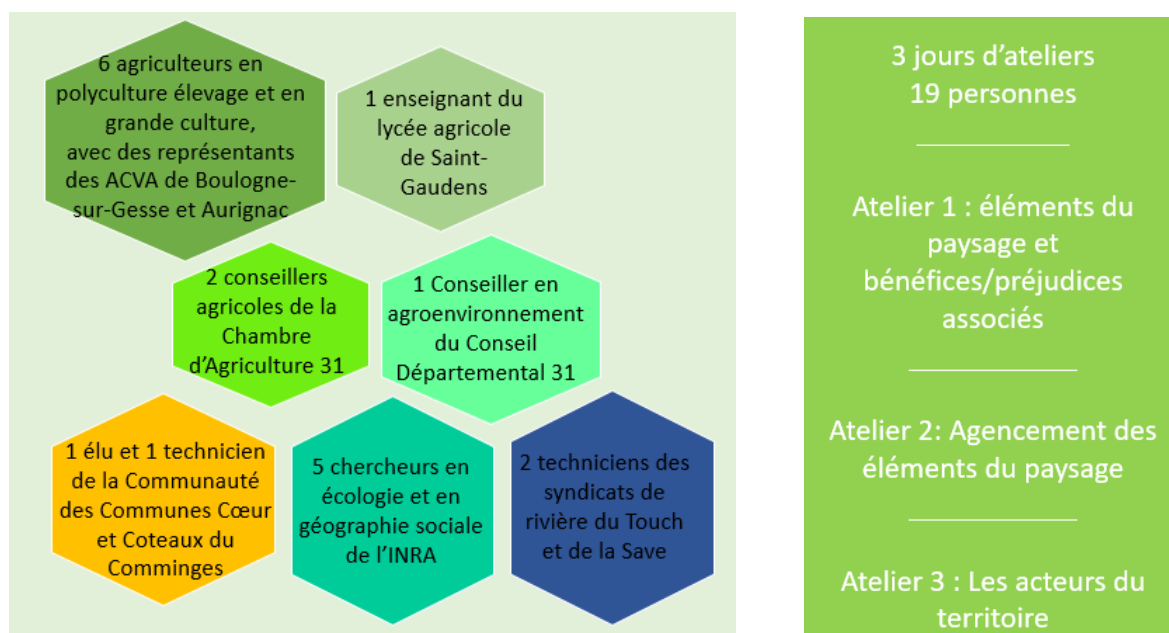 6 agriculteurs en
polyculture élevage et en
grande culture,
avec des représentants
des ACVA de Boulogne-
sur-Gesse et Aurignac
1 enseignant du
lycée agricole
de Saint-
Gaudens
2 conseillers
agricoles de la
Chambre
d’Agriculture 31
1 Conseiller en
agroenvironnement
du Conseil
Départemental 31
1 élu et 1 technicien
de la Communauté
des Communes Cœur
et Coteaux du
Comminges
5 chercheurs en
écologie et en
géographie sociale
de l’INRA
2 techniciens des
syndicats de
rivière du Touch
et de la Save
3 jours d’ateliers
19 personnes
Atelier 1 : éléments du
paysage et
bénéfices/préjudices
associés
Atelier 2: Agencement des
éléments du paysage
Atelier 3 : Les acteurs du
territoire